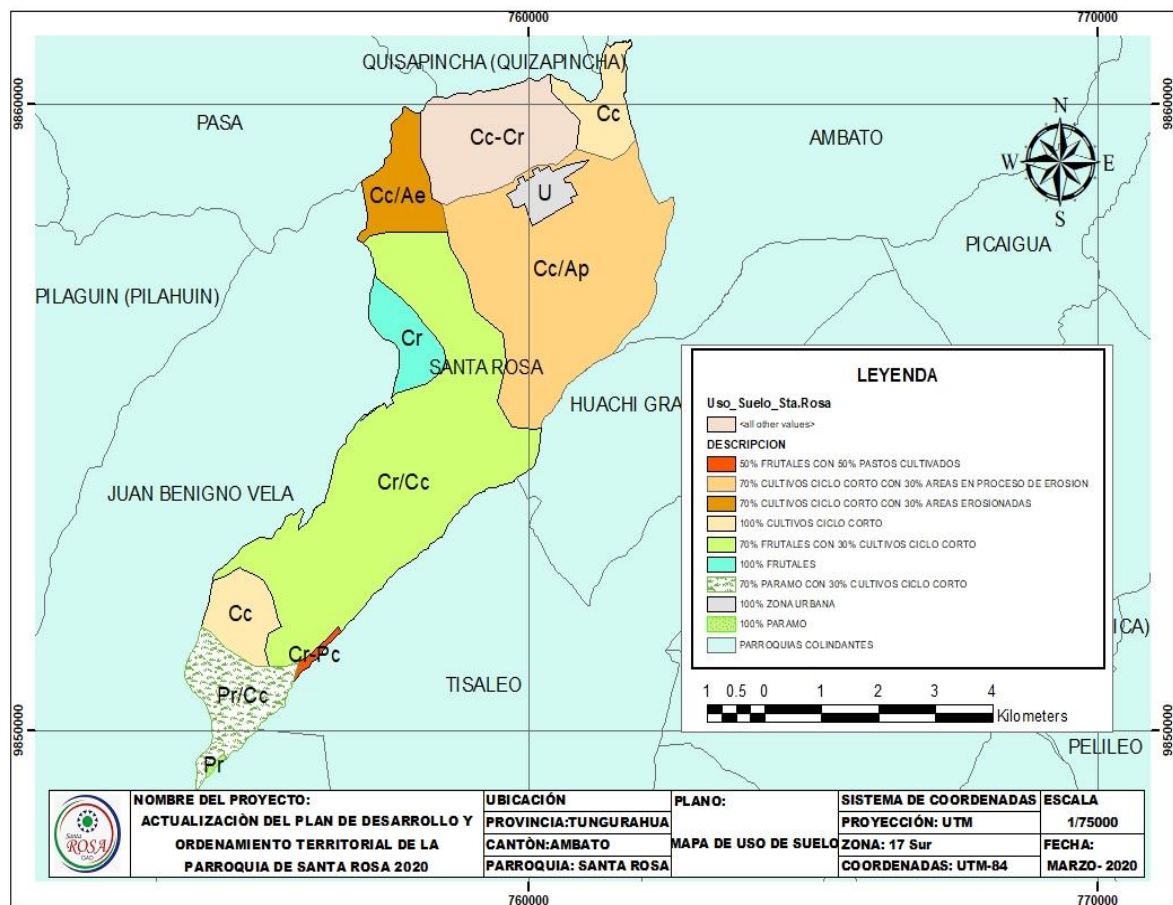 760000
770000
QUISAPINCHA (QUIZAPINCHA)
9860000
9860000
PASA
Cc
AMBATO
Cc-Cr
N
W
E
S
Cc/Ae
U
PICAIGUA
Cc/Ap
PILAGUIN (PILAHUIN)
Cr
SANTA ROSA
HUACHI GRA
LEYENDA
Uso_Suelo_Sta.Rosa
<all other values>
DESCRIPCION
50% FRUTALES CON 50% PASTOS CULTIVADOS
70% CULTIVOS CICLO CORTO CON 30% AREAS EN PROCESO DE EROSION
70% CULTIVOS CICLO CORTO CON 30% AREAS EROSIONADAS
100% CULTIVOS CICLO CORTO
70% FRUTALES CON 30% CULTIVOS CICLO CORTO
100% FRUTALES
70% PARAMO CON 30% CULTIVOS CICLO CORTO
100% ZONA URBANA
100% PARAMO
PARROQUIAS COLINDANTES
ICA)
Cr/Cc
JUAN BENIGNO VELA
Cc
Cr-Pc
TISALEO
Pr/Cc
1 0.5 0 1 2 3 4
Kilometers
9850000
9850000
PELILEO
Pr
Santa
ROSA
GAD
NOMBRE DEL PROYECTO:
ACTUALIZACIÒN DEL PLAN DE DESARROLLO Y
ORDENAMIENTO TERRITORIAL DE LA
PARROQUIA DE SANTA ROSA 2020
UBICACIÓN
PROVINCIA:TUNGURAHUA
CANTÒN:AMBATO
PARROQUIA: SANTA ROSA
PLANO:
MAPA DE USO DE SUELO
SISTEMA DE COORDENADAS
PROYECCIÓN: UTM
ZONA: 17 Sur
COORDENADAS: UTM-84
ESCALA
1/75000
FECHA:
MARZO- 2020
760000
770000